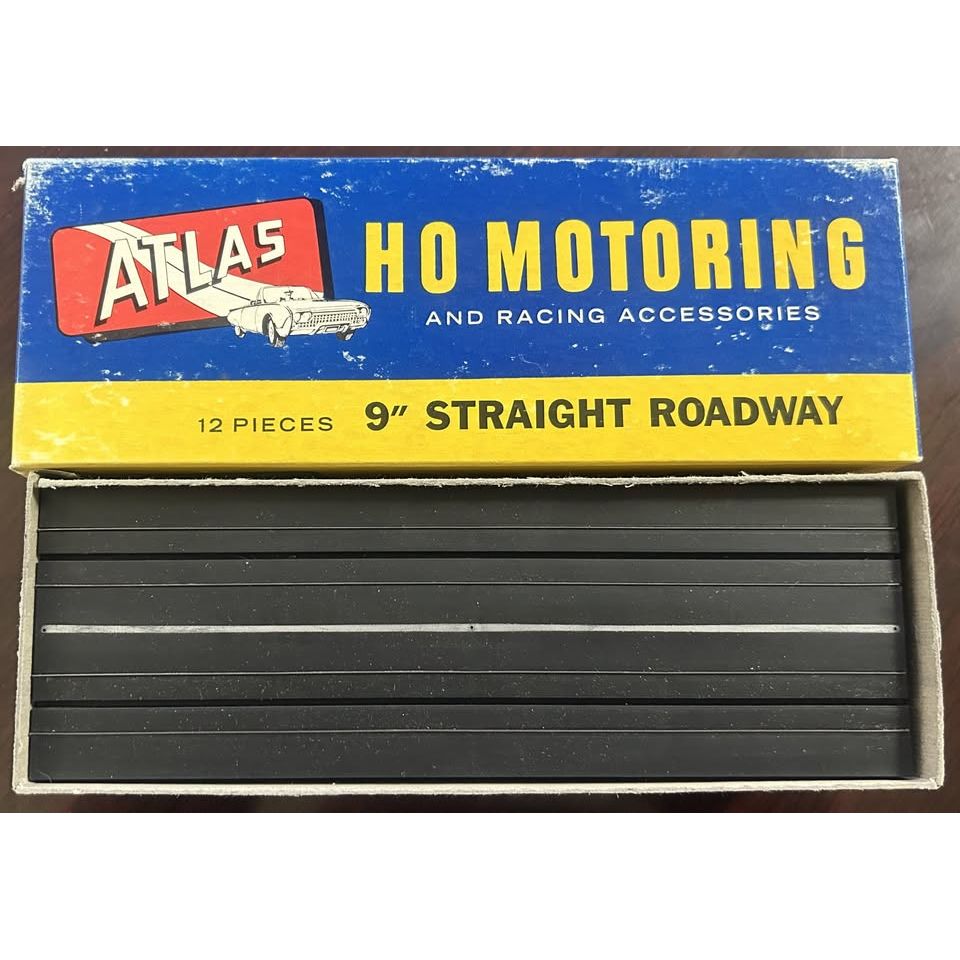 ATLAS
HO MOTORING
AND RACING ACCESSORIES
12 PIECES 9” STRAIGHT ROADWAY